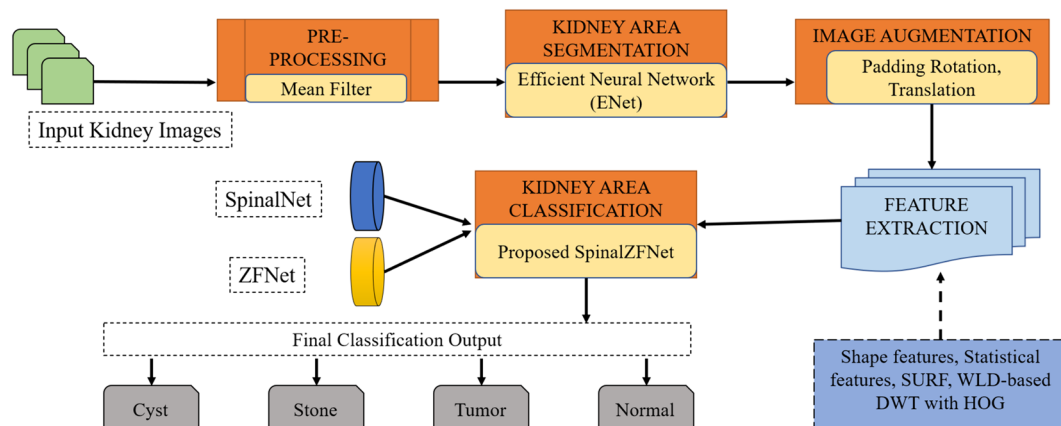 PRE-
PROCESSING
Mean Filter
KIDNEY AREA
SEGMENTATION
Efficient Neural Network
(ENet)
IMAGE AUGMENTATION
Padding Rotation,
Translation
Input Kidney Images
SpinalNet
ZFNet
KIDNEY AREA
CLASSIFICATION
Proposed SpinalZFNet
FEATURE
EXTRACTION
Shape features, Statistical
features, SURF, WLD-based
DWT with HOG
Final Classification Output
Cyst
Stone
Tumor
Normal